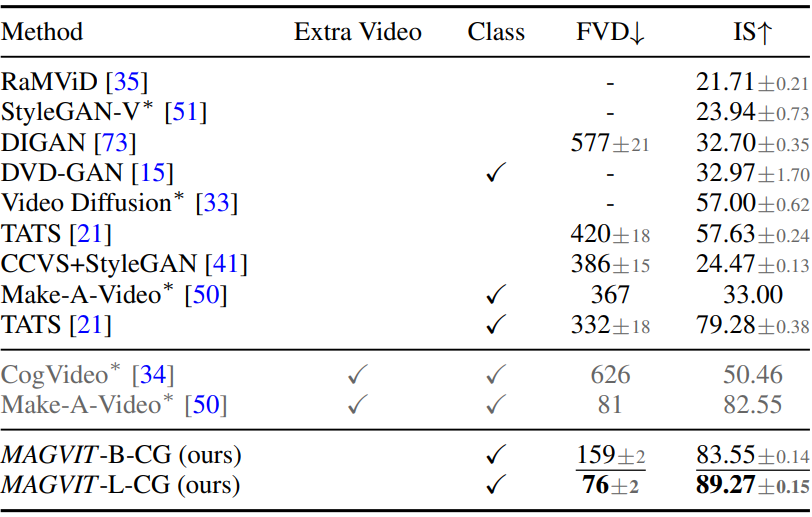 Method Extra Video Class FVD↓ IS↑
RaMViD [35] - 21.71±0.21
StyleGAN-V* [51] - 23.94±0.73
DIGAN [73] 577±21 32.70±0.35
DVD-GAN [15] ✓ - 32.97±1.70
Video Diffusion* [33] - 57.00±0.62
TATS [21] 420±18 57.63±0.24
CCVS+StyleGAN [41] 386±15 24.47±0.13
Make-A-Video* [50] ✓ 367 33.00
TATS [21] ✓ 332±18 79.28±0.38
CogVideo* [34] ✓ ✓ 626 50.46
Make-A-Video* [50] ✓ ✓ 81 82.55
MAGVIT-B-CG (ours) ✓ 159±2 83.55±0.14
MAGVIT-L-CG (ours) ✓ 76±2 89.27±0.15